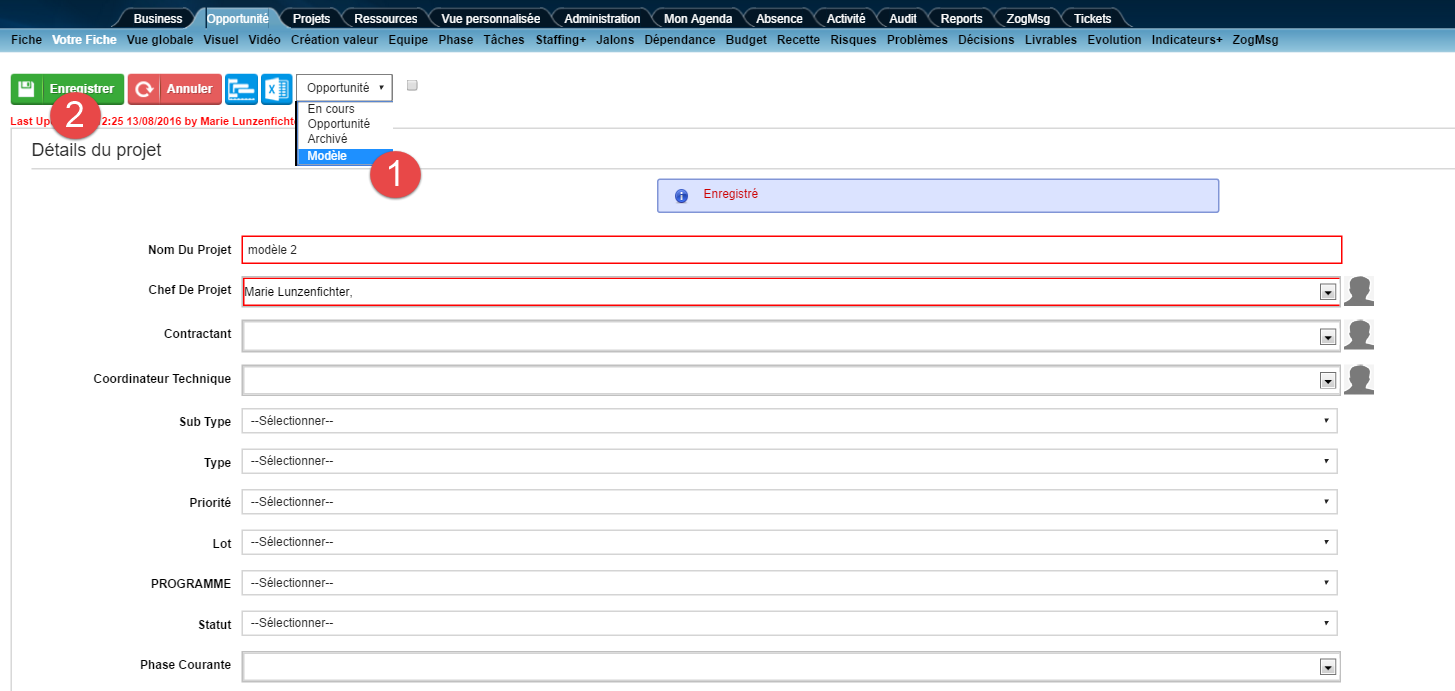 Business Opportunité Projets Ressources Vue personnalisée Administration Mon Agenda Absence Activité Audit Reports ZogMsg Tickets
Fiche Votre Fiche Vue globale Visuel Vidéo Création valeur Equipe Phase Tâches Staffing+ Jalons Dépendance Budget Recette Risques Problèmes Décisions Livrables Evolution Indicateurs+ ZogMsg
Enregistrer Annuler Opportunité
En cours
2
Last 2:25 13/08/2016 by Marie
Opportunité
Archivé
Détails du projet
Modèle
1
Enregistré
Nom Du Projet modèle 2
Chef De Projet Marie Lunzenfichter,
Contractant
Coordinateur Technique
Sub Type --Sélectionner--
Type --Sélectionner--
Priorité --Sélectionner--
Lot --Sélectionner--
PROGRAMME --Sélectionner--
Statut --Sélectionner--
Phase Courante